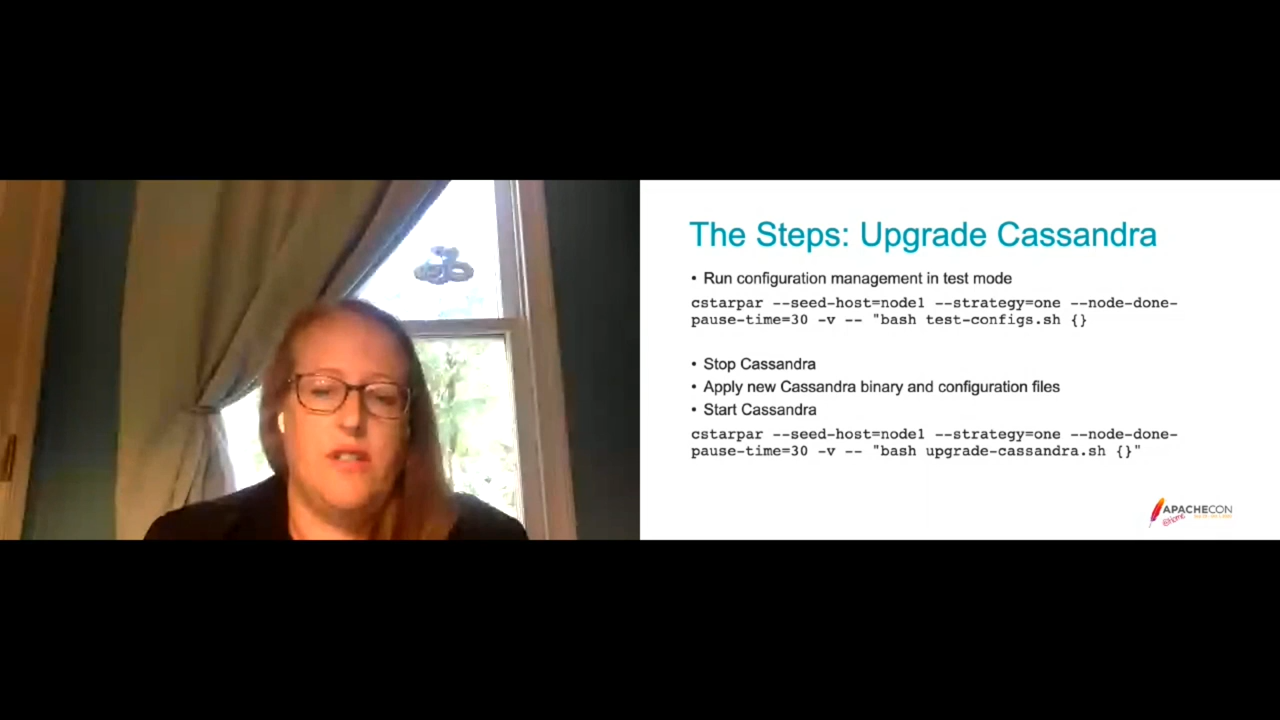 The Steps: Upgrade Cassandra
• Run configuration management in test mode
cstarpar --seed-host=node1 --strategy=one --node-done-
pause-time=30 -v -- "bash test-configs.sh {}
• Stop Cassandra
• Apply new Cassandra binary and configuration files
• Start Cassandra
cstarpar --seed-host=node1 --strategy=one --node-done-
pause-time=30 -v -- "bash upgrade-cassandra.sh {}"
APACHECON
@Home